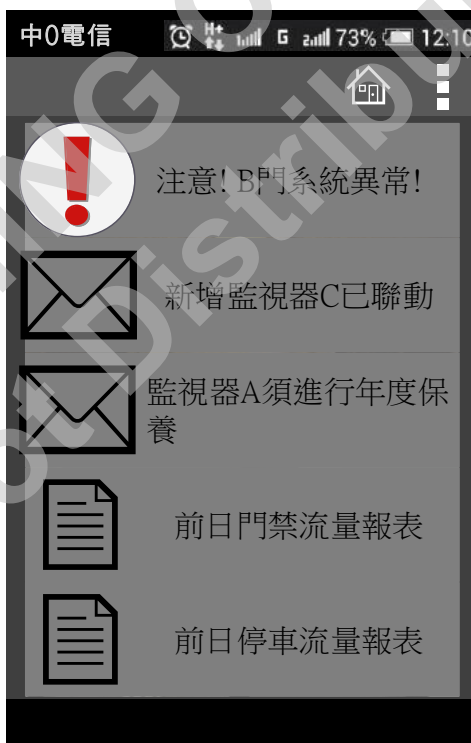 中0電信 H+ G 2 73% 12:10
注意! B門系統異常!
新增監視器C已聯動
監視器A須進行年度保
養
前日門禁流量報表
前日停車流量報表